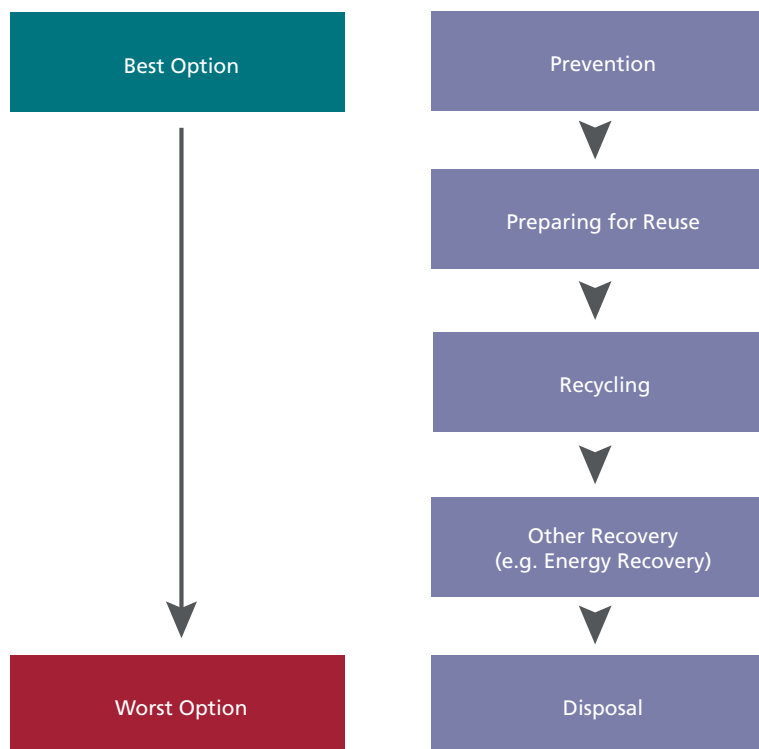 Best Option
Prevention
Preparing for Reuse
Recycling
Other Recovery
(e.g. Energy Recovery)
Worst Option
Disposal